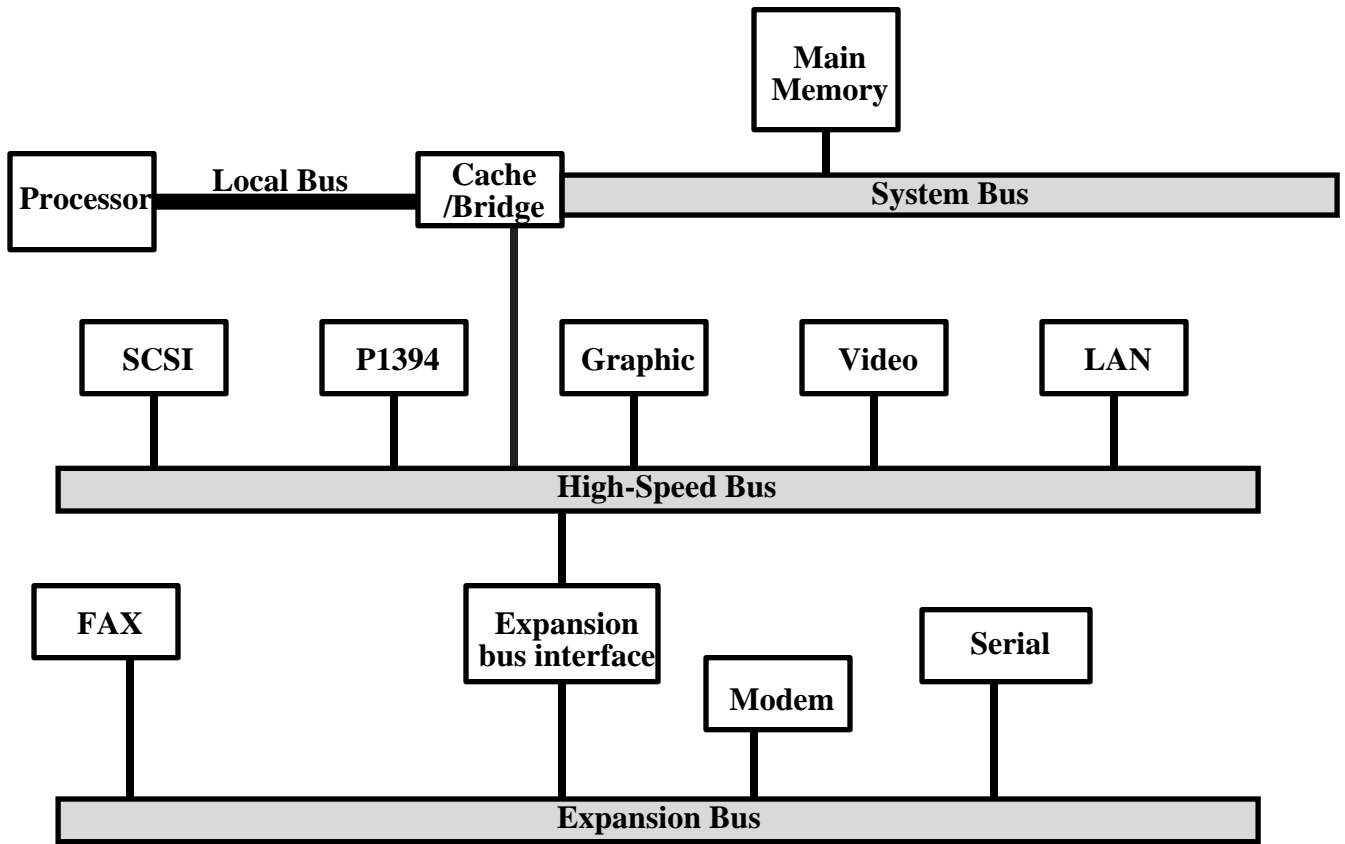 Main
Memory
Processor
Local Bus
Cache
/Bridge
System Bus
SCSI
P1394
Graphic
Video
LAN
High-Speed Bus
FAX
Expansion
bus interface
Modem
Serial
Expansion Bus